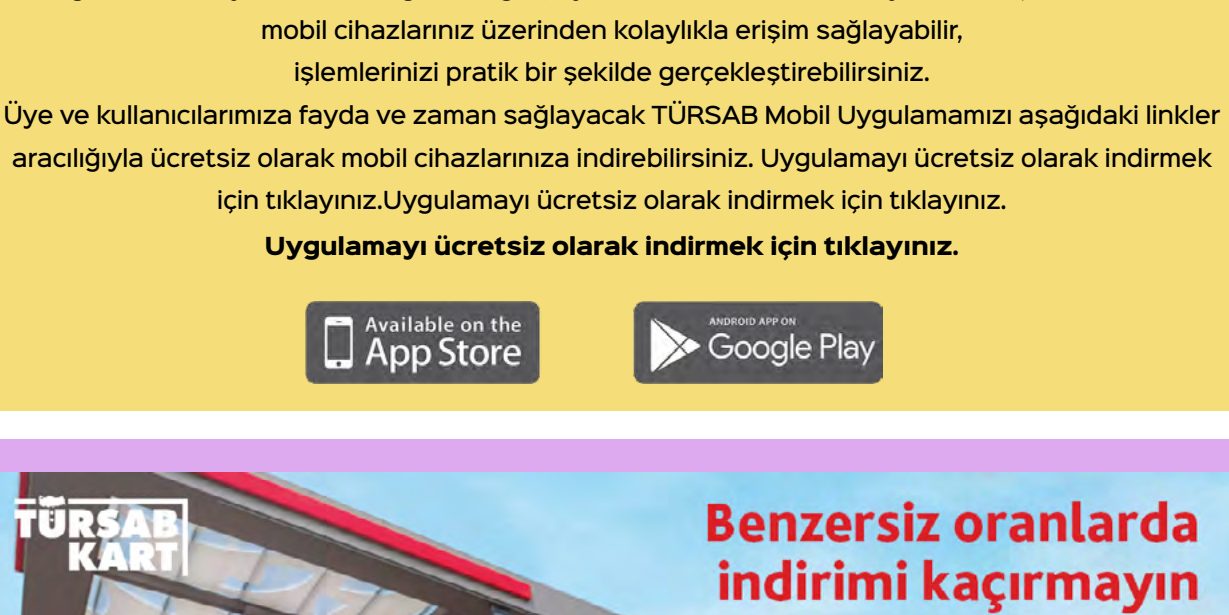 mobil cihazlarınız üzerinden kolaylıkla erişim sağlayabilir,
işlemlerinizi pratik bir şekilde gerçekleştirebilirsiniz.
Üye ve kullanıcılarımıza fayda ve zaman sağlayacak TÜRSAB Mobil Uygulamamızı aşağıdaki linkler
aracılığıyla ücretsiz olarak mobil cihazlarınıza indirebilirsiniz. Uygulamayı ücretsiz olarak indirmek
için tıklayınız.Uygulamayı ücretsiz olarak indirmek için tıklayınız.
Uygulamayı ücretsiz olarak indirmek için tıklayınız.
Available on the
App Store
ANDROID APP ON
Google Play
TÜRSAB
KART
Benzersiz oranlarda
indirimi kaçırmayın